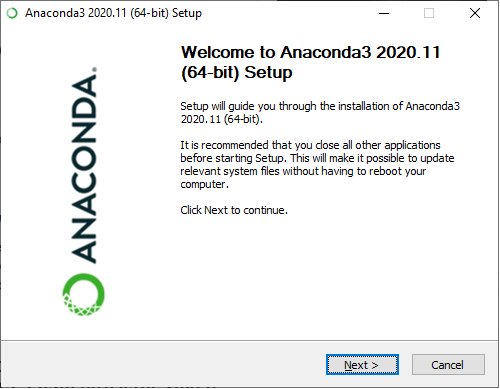 Anaconda3 2020.11 (64-bit) Setup
Welcome to Anaconda3 2020.11
(64-bit) Setup
Setup will guide you through the installation of Anaconda3
2020.11 (64-bit).
It is recommended that you close all other applications
before starting Setup. This will make it possible to update
relevant system files without having to reboot your
computer.
Click Next to continue.
ANACONDA.
Next >
Cancel